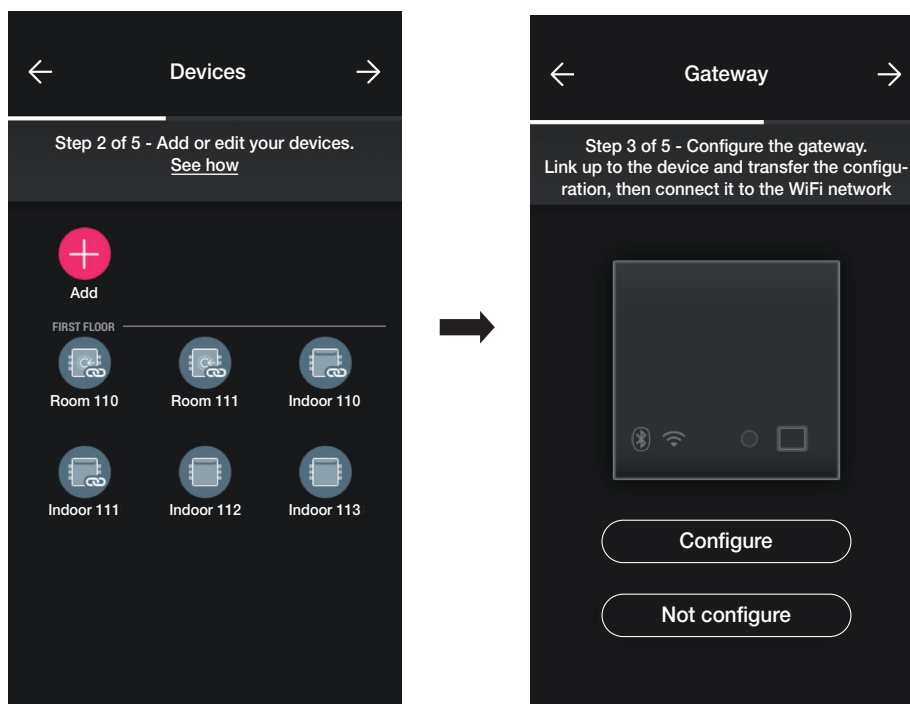 Devices
Step 2 of 5 - Add or edit your devices.
See how
Add
FIRST FLOOR
Room 110
Room 111
Indoor 110
Indoor 111
Indoor 112
Indoor 113
Gateway
Step 3 of 5 - Configure the gateway.
Link up to the device and transfer the configu-
ration, then connect it to the WiFi network
Configure
Not configure